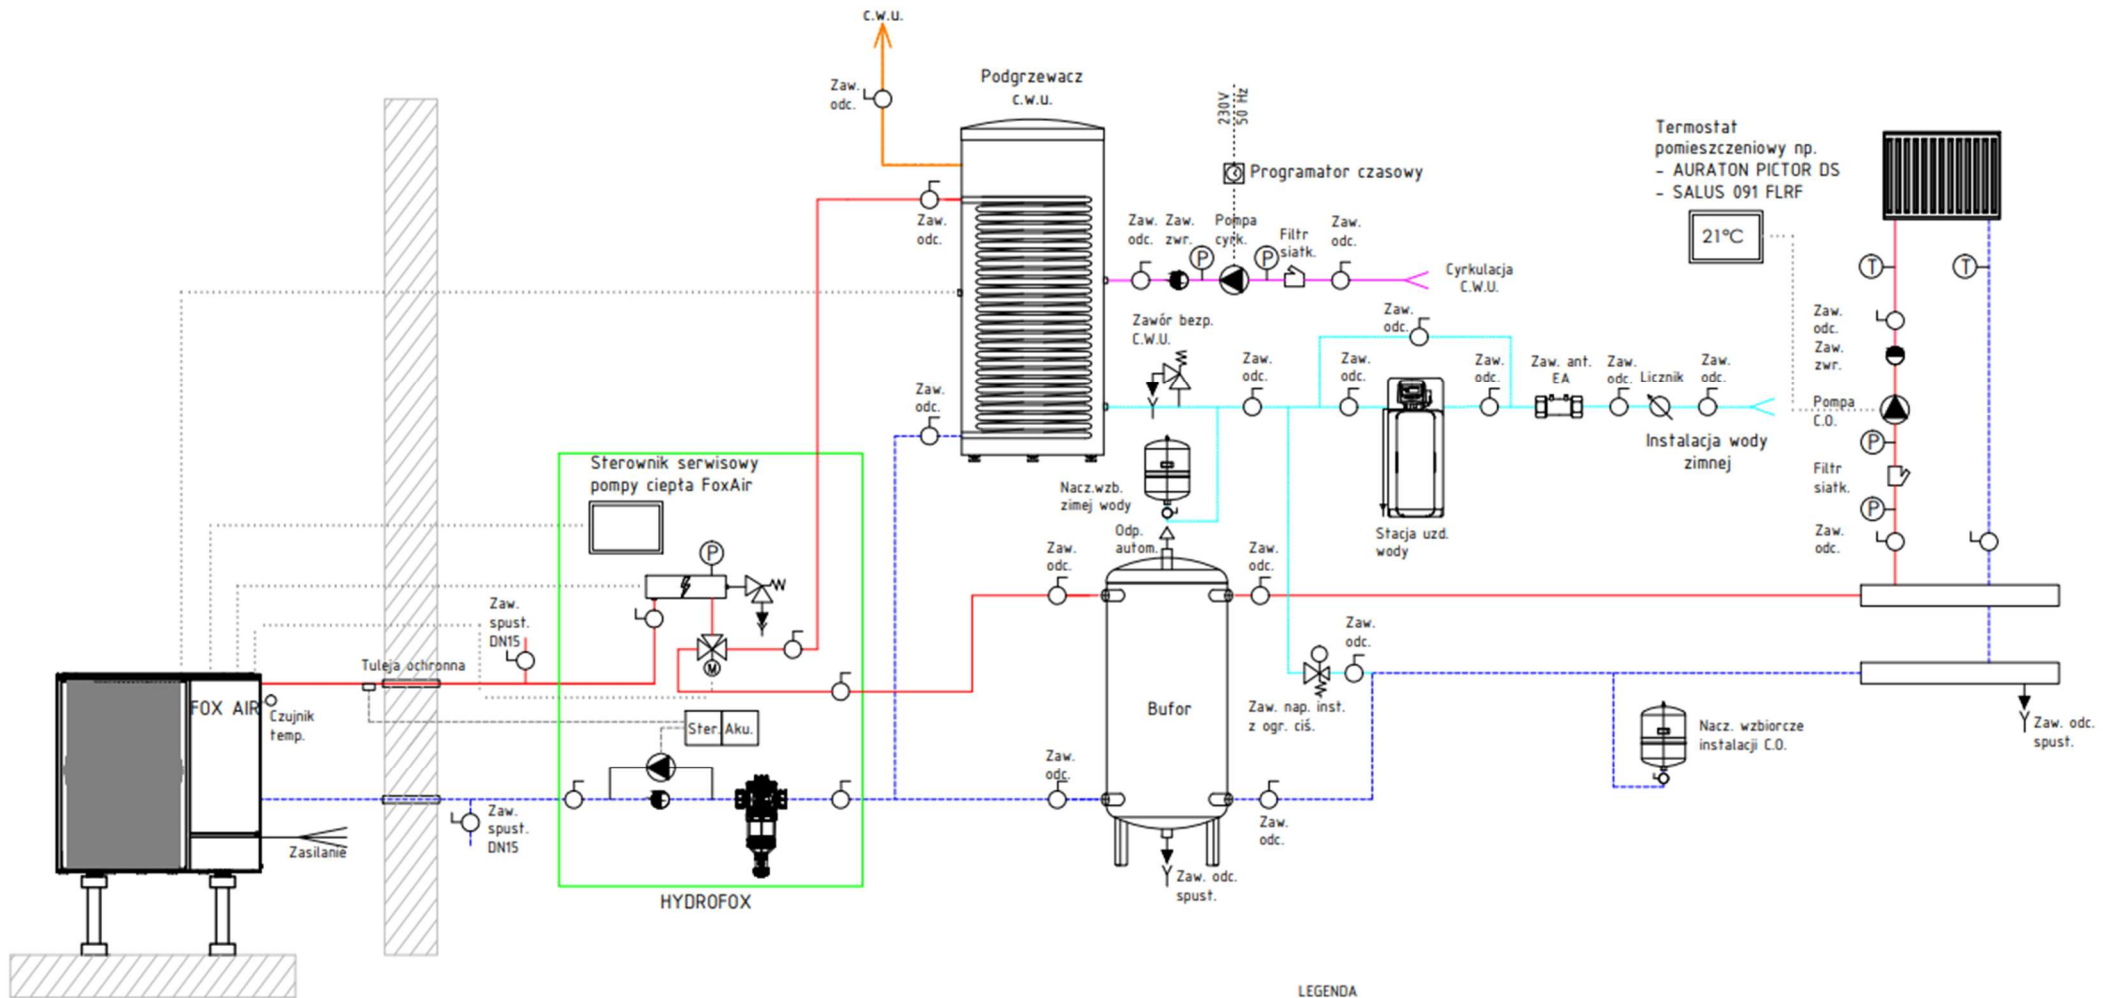 c.w.u.
Zaw.
odc.
Podgrzewacz
c.w.u.
230V
50 Hz
Programator czasowy
Termostat
pomieszczeniowy np.
- AURATON PICTOR DS
- SALUS 091 FLRF
21°C
Zaw.
odc.
Zaw.
odc.
Zaw.
zwr.
Pompa
cyrk.
Filtr
siatk.
Zaw.
odc.
P
P
Cyrkulacja
C.W.U.
T
T
Zawór bezp.
C.W.U.
Zaw.
odc.
Zaw.
odc.
Zaw.
odc.
Zaw.
odc.
Zaw. ant.
EA
Zaw.
odc.
Licznik
Zaw.
odc.
Instalacja wody
zimnej
Zaw.
odc.
Zaw.
zwr.
Pompa
C.O.
P
Filtr
siatk.
P
Zaw.
odc.
Zaw.
odc.
Sterownik serwisowy
pompy ciepła FoxAir
Nacz.wzb.
zimej wody
Odp.
autom.
Stacja uzd.
wody
P
Zaw.
odc.
Zaw.
odc.
Zaw.
spust.
DN15
M
Tuleja ochronna
Zaw.
odc.
Zaw. nap. inst.
z ogr. ciś.
FOX AIR
Czujnik
temp.
Ster.
Aku.
Bufor
Nacz. wzbiorcze
instalacji C.O.
Zaw. odc.
spust.
Zaw.
odc.
Zaw.
spust.
DN15
Zaw.
odc.
Zasilanie
Zaw. odc.
spust.
HYDROFOX
LEGENDA